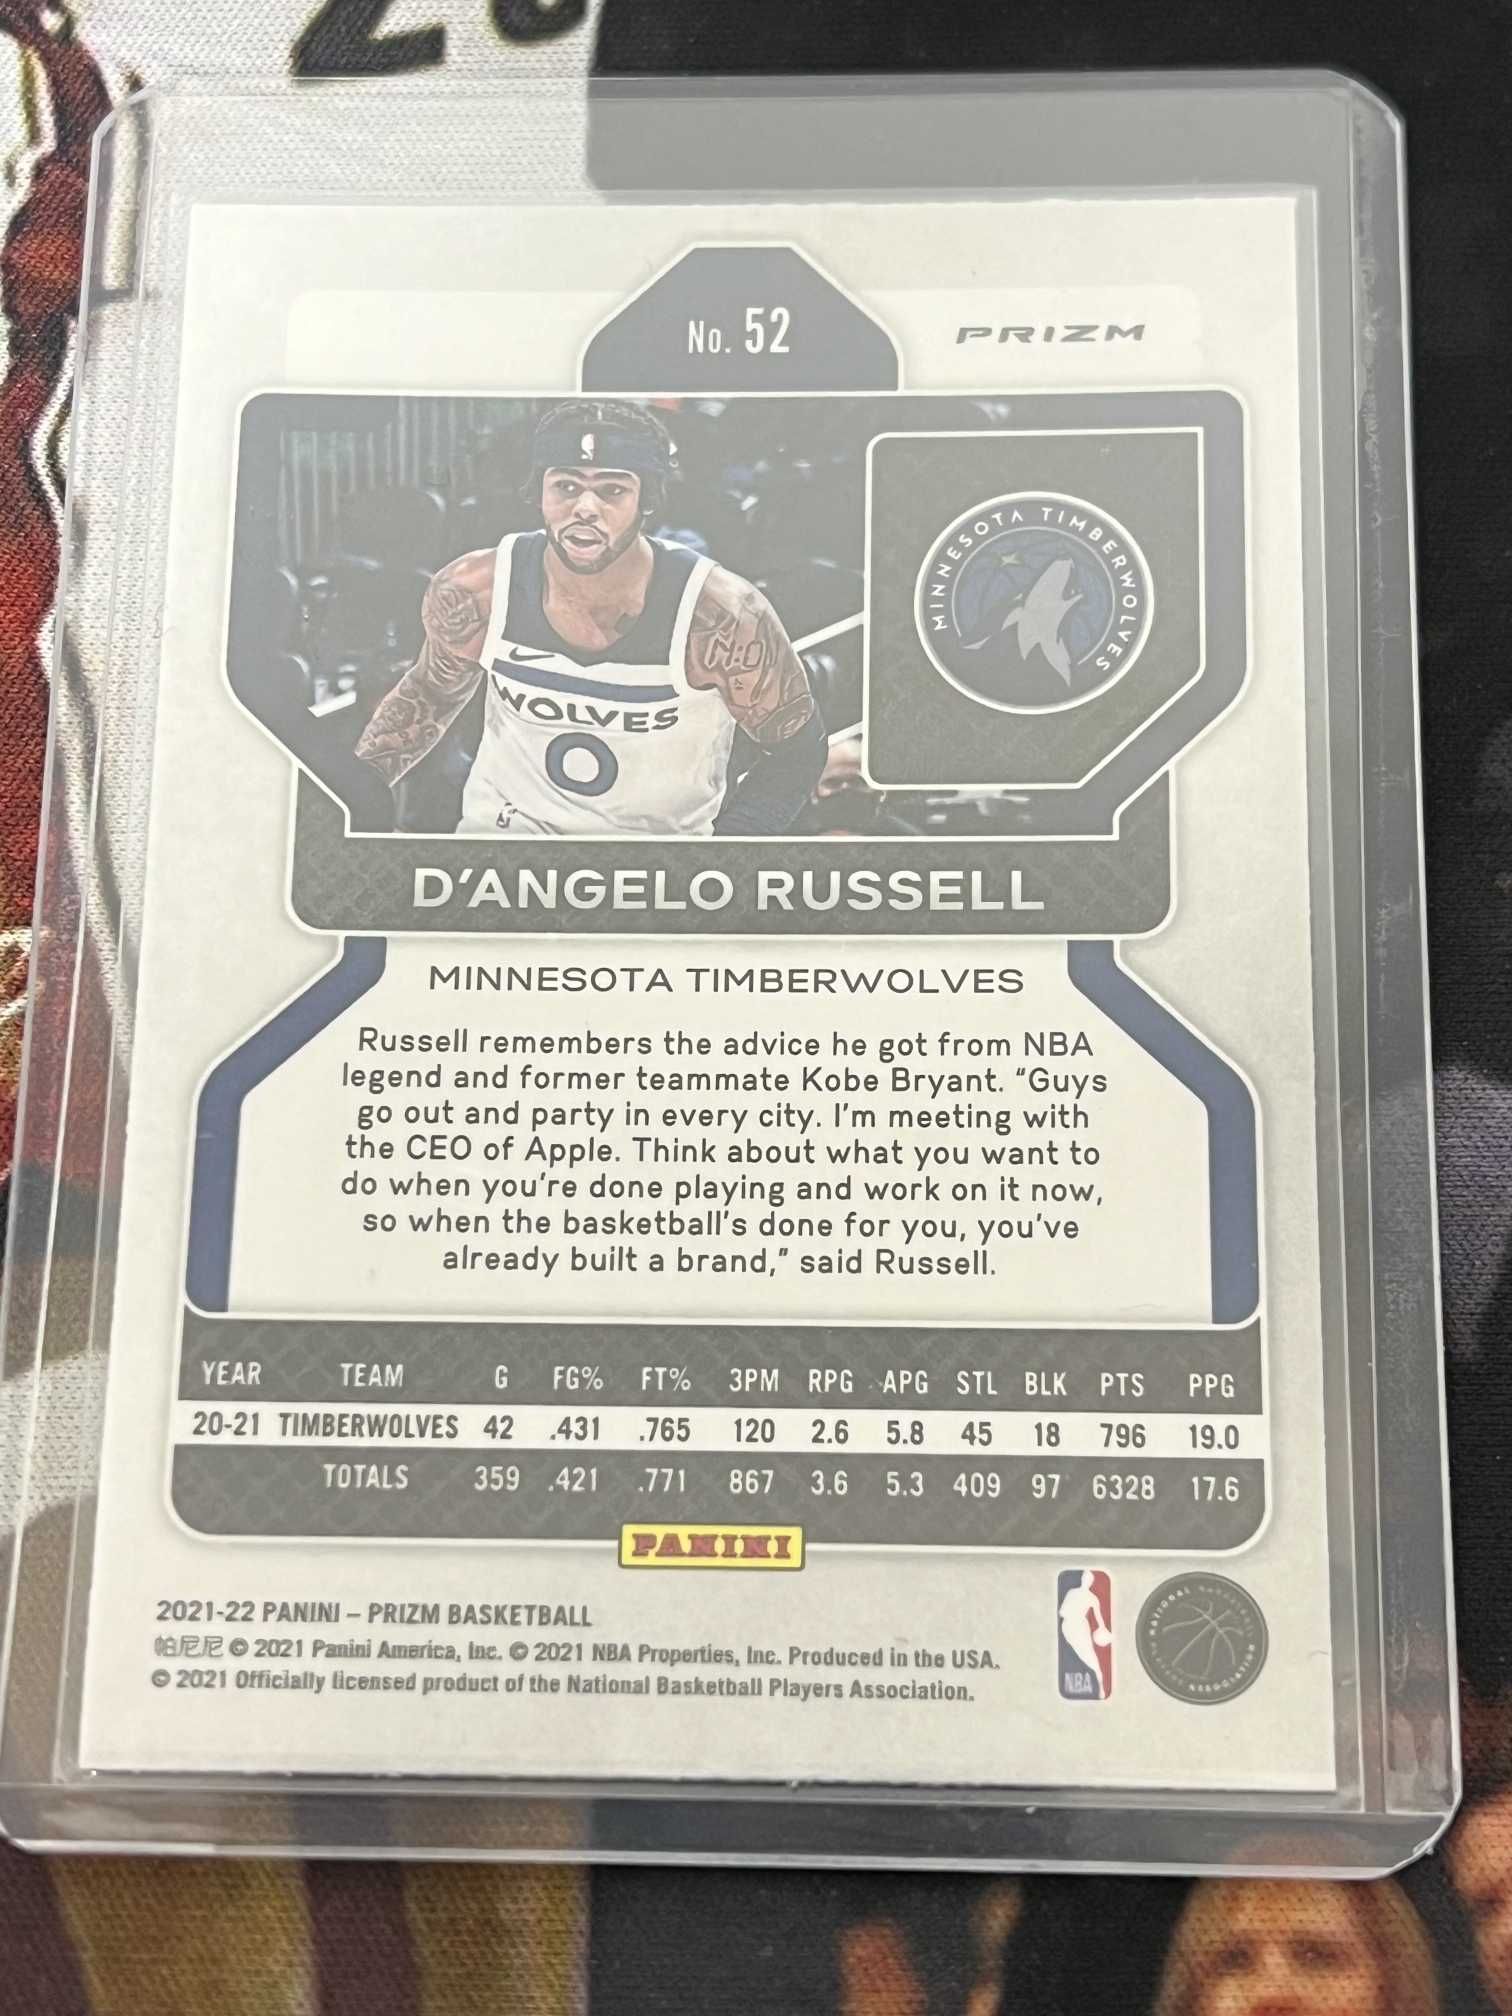 No. 52
PRIZM
MINNESOTA TIMBERWOLVES
N:0
WOLVES
0
D'ANGELO RUSSELL
MINNESOTA TIMBERWOLVES
Russell remembers the advice he got from NBA
legend and former teammate Kobe Bryant. "Guys
go out and party in every city. I'm meeting with
the CEO of Apple. Think about what you want to
do when you're done playing and work on it now,
so when the basketball's done for you, you've
already built a brand," said Russell.
YEAR TEAM G FG% FT% 3PM RPG APG STL BLK PTS PPG
20-21 TIMBERWOLVES 42 .431 .765 120 2.6 5.8 45 18 796 19.0
TOTALS 359 .421 .771 867 3.6 5.3 409 97 6328 17.6
PANINI
2021-22 PANINI – PRIZM BASKETBALL
帕尼尼 © 2021 Panini America, Inc. © 2021 NBA Properties, Inc. Produced in the USA.
© 2021 Officially licensed product of the National Basketball Players Association.
NBA
NATIONAL BASKETBALL PLAYERS ASSOCIATION